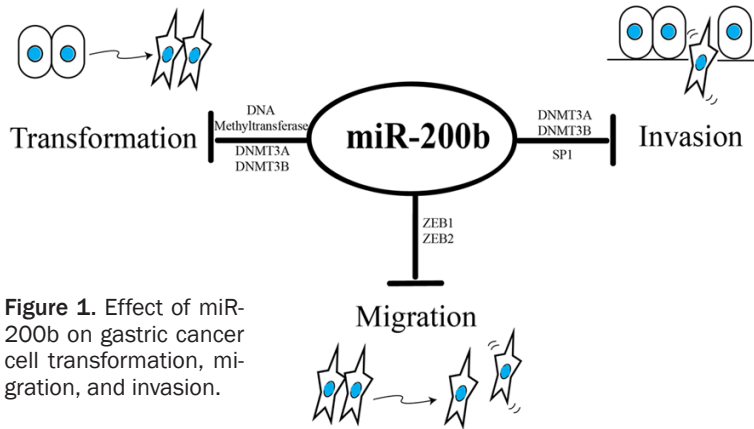 Transformation
DNA
Methyltransferase
DNMT3A
DNMT3B
miR-200b
DNMT3A
DNMT3B
SP1
Invasion
ZEB1
ZEB2
Migration
Figure 1. Effect of miR-
200b on gastric cancer
cell transformation, mi-
gration, and invasion.